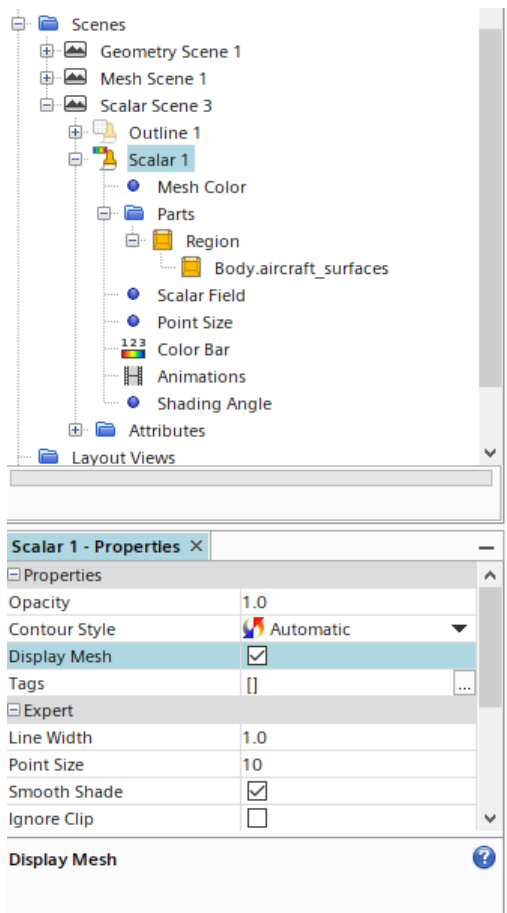 Scenes
Geometry Scene 1
Mesh Scene 1
Scalar Scene 3
Outline 1
Scalar 1
Mesh Color
Parts
Region
Body.aircraft_surfaces
Scalar Field
Point Size
123 Color Bar
Animations
Shading Angle
Attributes
Layout Views
Scalar 1 - Properties ×
Properties
Opacity 1.0
Contour Style Automatic
Display Mesh
Tags [] ...
Expert
Line Width 1.0
Point Size 10
Smooth Shade
Ignore Clip
Display Mesh ?